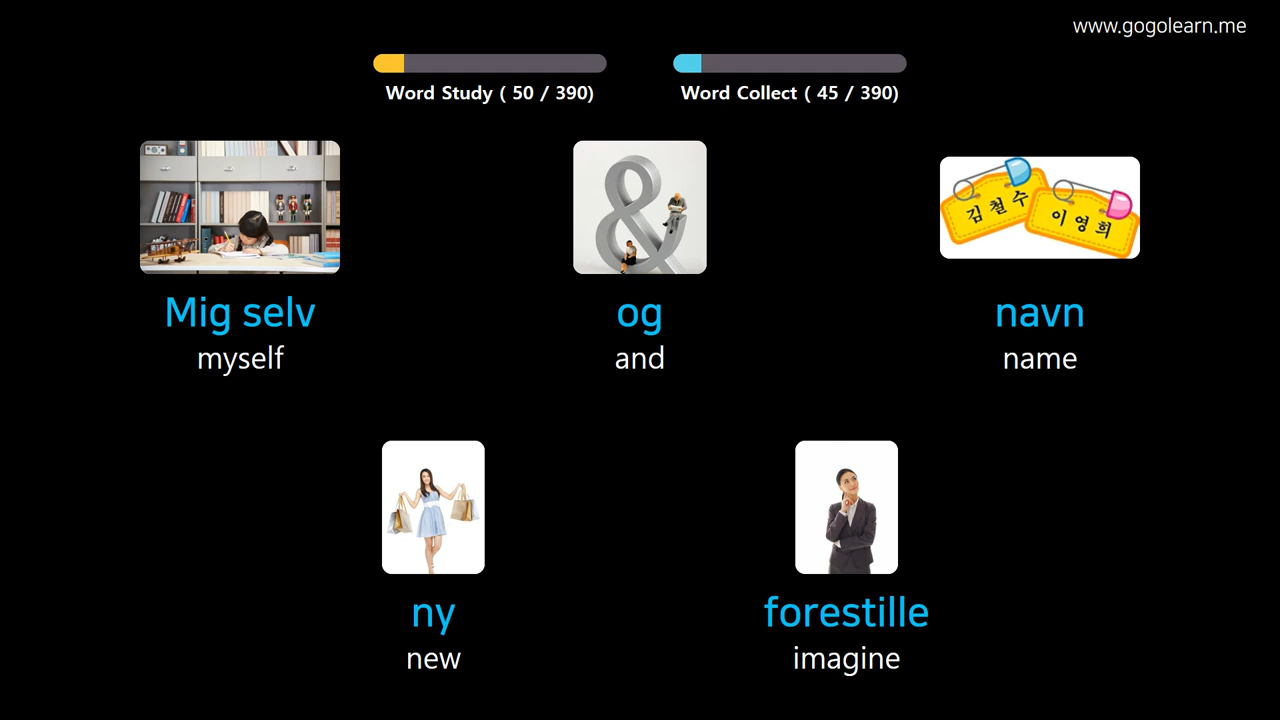 www.gogolearn.me
Word Study ( 50 / 390)
Word Collect ( 45 / 390)
김철수
이영희
Mig selv
myself
og
and
navn
name
ny
new
forestille
imagine